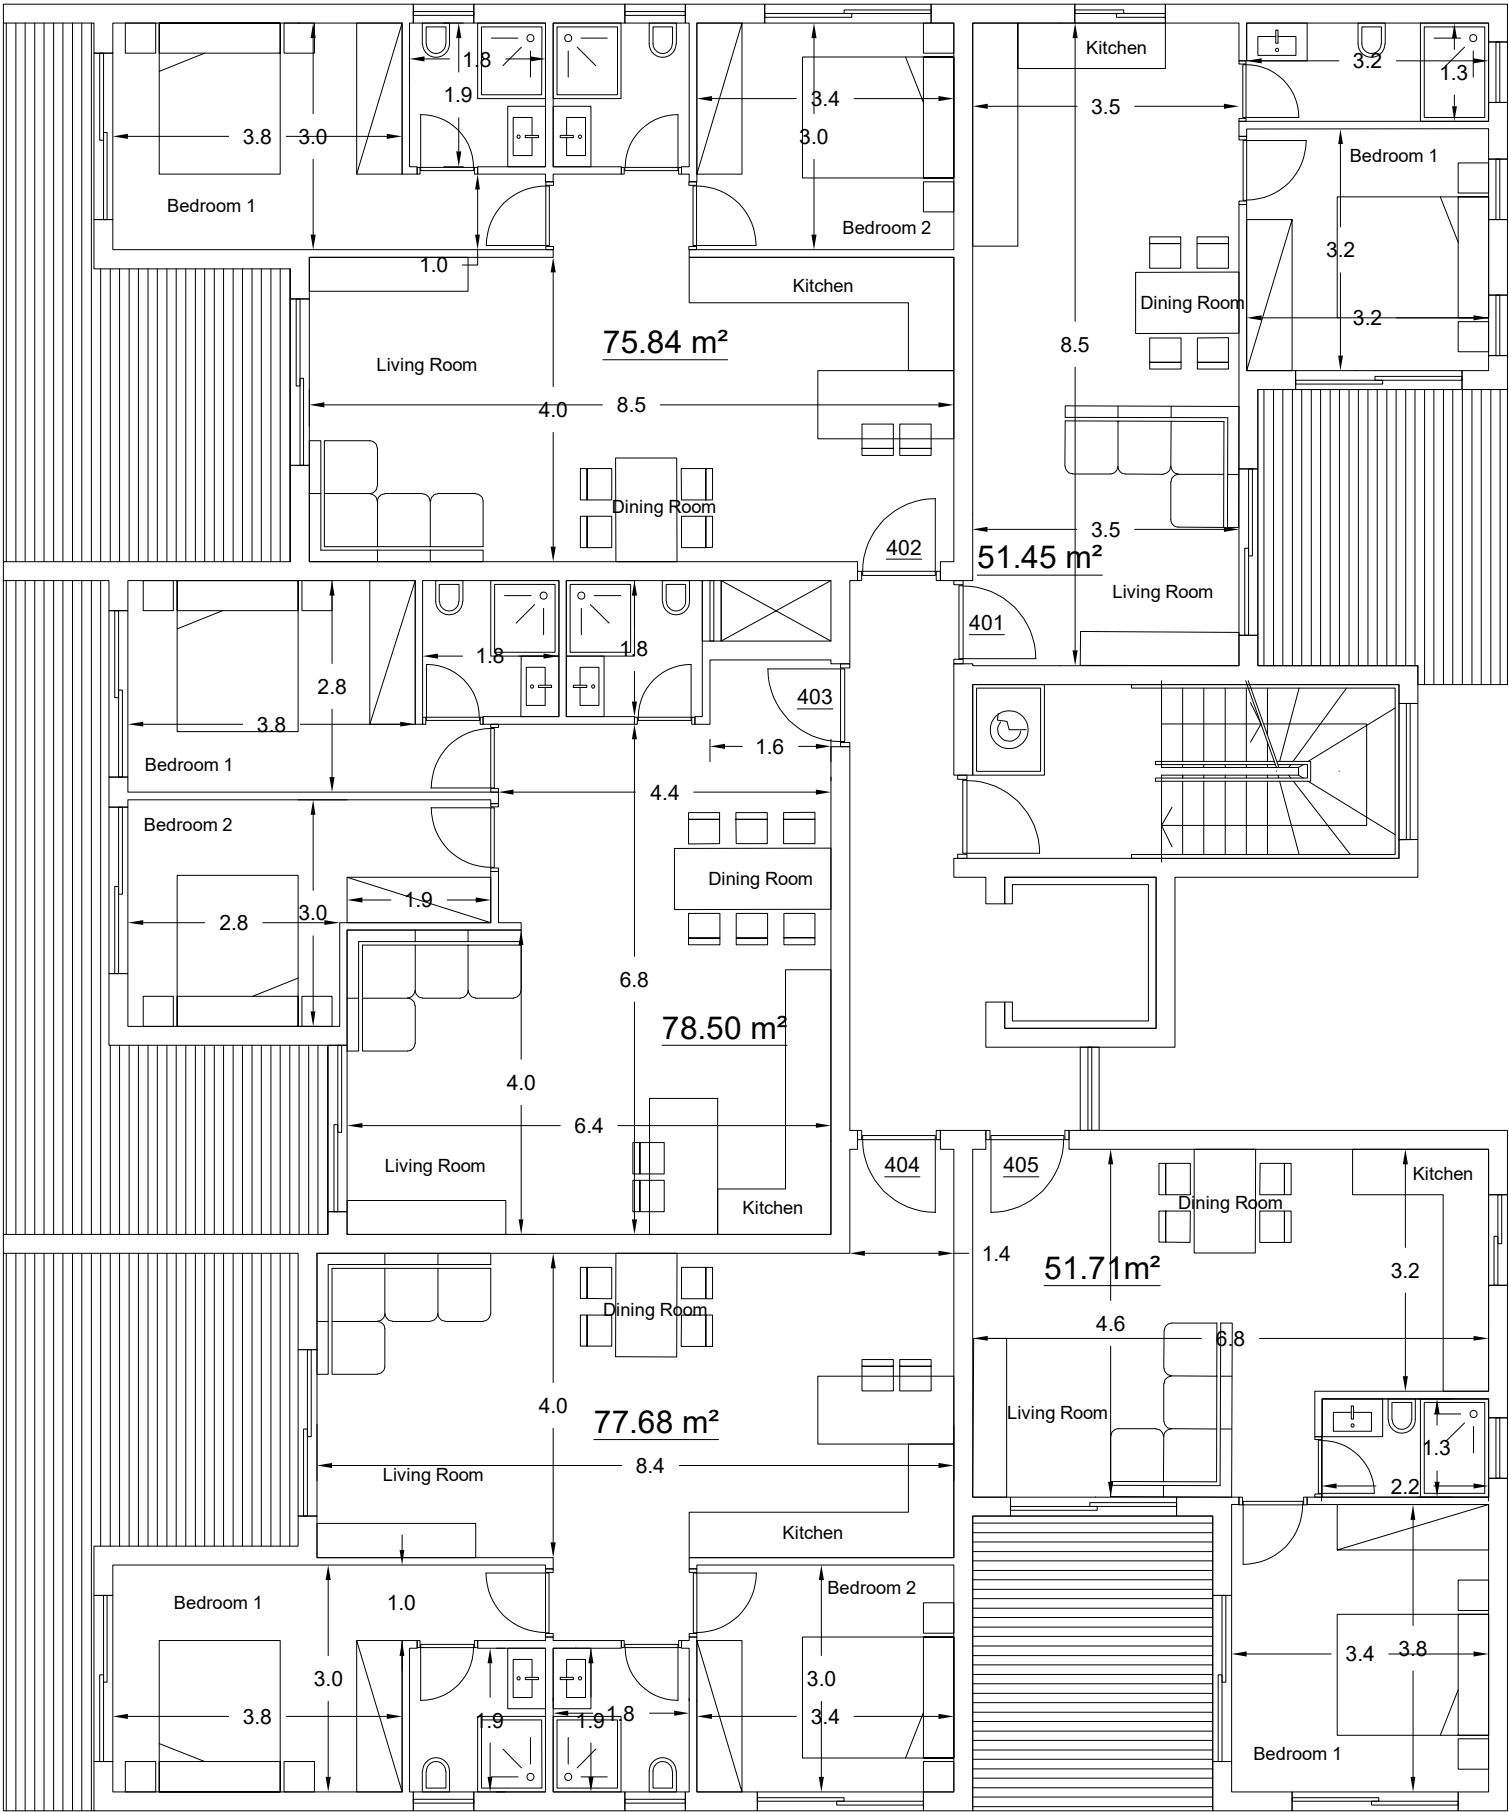 1.8
1.9
3.8
3.0
Bedroom 1
1.0
3.4
3.0
Bedroom 2
Kitchen
3.5
3.2
1.3
Bedroom 1
3.2
3.2
Kitchen
75.84 m²
Living Room
4.0
8.5
Dining Room
402
Dining Room
8.5
3.5
51.45 m²
Living Room
401
1.8
1.8
2.8
3.8
Bedroom 1
403
1.6
4.4
Bedroom 2
1.9
2.8
3.0
Dining Room
6.8
78.50 m²
4.0
6.4
Living Room
Kitchen
404
405
1.4
Dining Room
Kitchen
51.71m²
3.2
4.6
6.8
Living Room
1.3
2.2
Dining Room
4.0
77.68 m²
8.4
Living Room
Kitchen
Bedroom 1
1.0
3.0
3.8
1.9
1.9
1.8
Bedroom 2
3.0
3.4
3.4
3.8
Bedroom 1